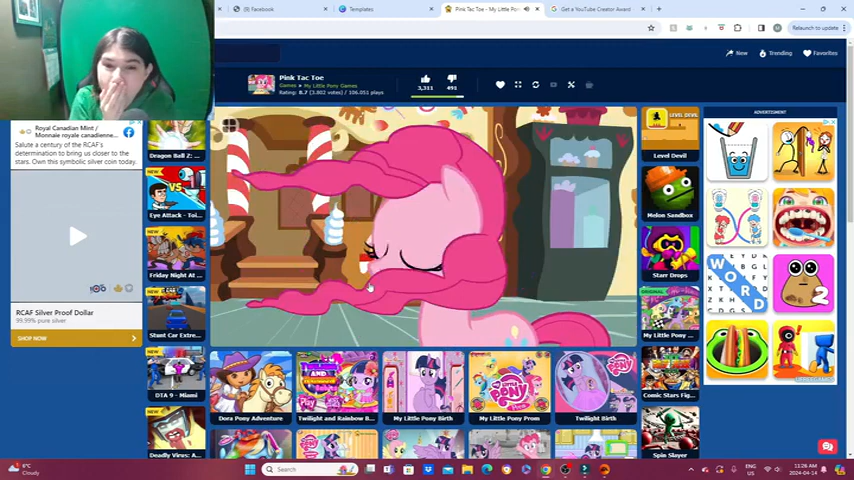 Facebook
Templates
Pink Tac Toe - My Little Pony
Get a YouTube Creator Award
Relaunch to update
New
Trending
Favorites
Pink Tac Toe
Games My Little Pony Games
Rating: 8.7 (3.802 votes) / 106.051 plays
3,311
491
Royal Canadian Mint /
Monnaie royale canadienne...
Salute a century of the RCAF's
determination to bring us closer to the
stars. Own this symbolic silver coin today.
RCAF Silver Proof Dollar
99.99% pure silver
SHOP NOW
Dragon Ball Z: ...
NEW
Eye Attack - Toi...
NEW
Friday Night At ...
NEW
Stunt Car Extre...
NEW
DTA 9 - Miami
NEW
Deadly Virus: A...
Level Devil
Melon Sandbox
Starr Drops
ORIGINAL
My Little Pony ...
Comic Stars Fig...
Spin Slayer
ADVERTISMENT
WORD
2
Dora Pony Adventure
Twilight and Rainbow B...
My Little Pony Birth
My Little Pony Prom
Twilight Birth
6°C
Cloudy
Search
ENG
US
11:26 AM
2024-04-14